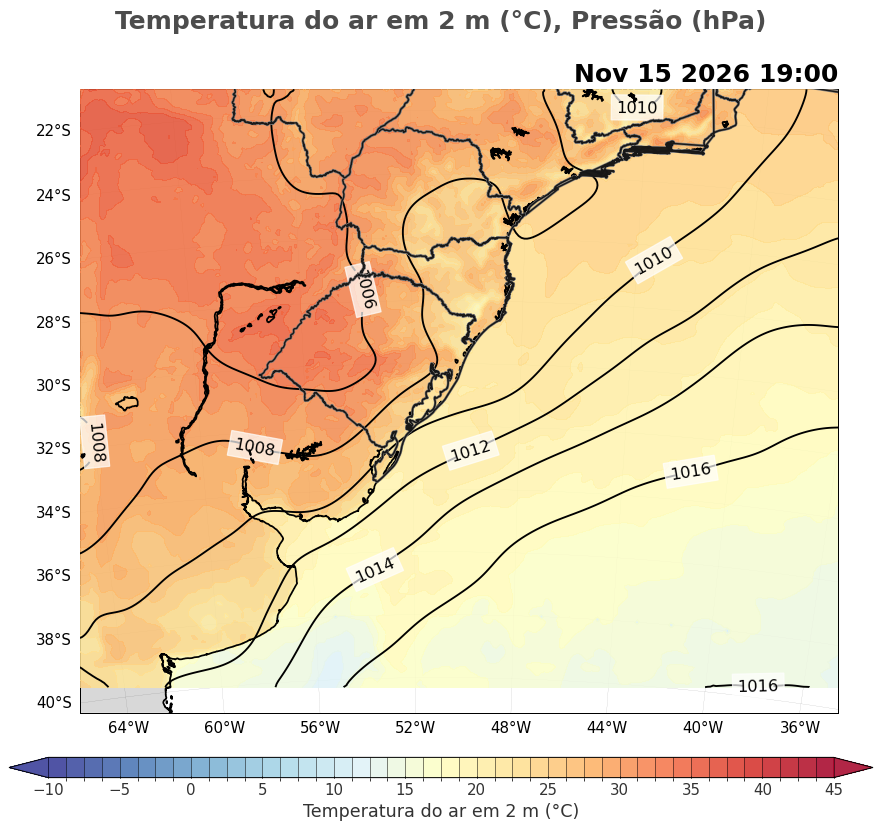 Temperatura do ar em 2 m (°C), Pressão (hPa)
Nov 15 2026 19:00
1010
22°S
24°S
26°S
1010
1006
28°S
30°S
1008
1008
32°S
1012
1016
34°S
1014
36°S
38°S
1016
40°S
64°W 60°W 56°W 52°W 48°W 44°W 40°W 36°W
−10 −5 0 5 10 15 20 25 30 35 40 45
Temperatura do ar em 2 m (°C)